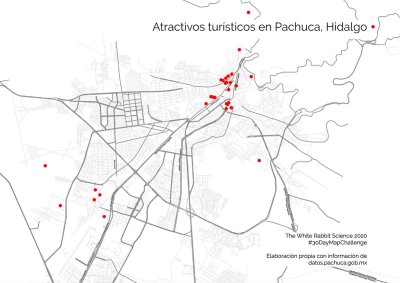 Atractivos turísticos en Pachuca, Hidalgo
The White Rabbit Science 2020
#30DayMapChallenge
Elaboración propia con información de
datos.pachuca.gob.mx